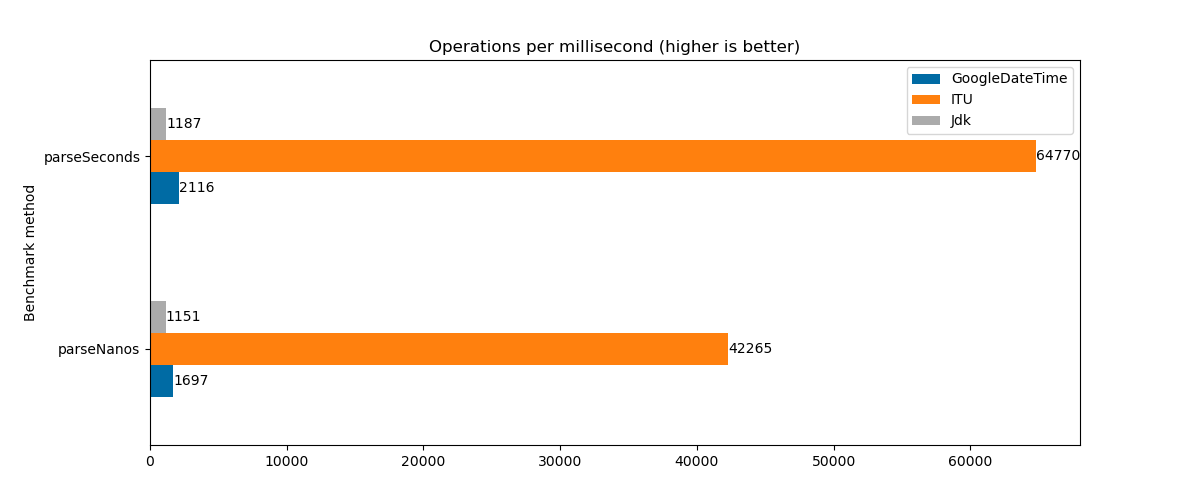 Operations per millisecond (higher is better)
GoogleDateTime
ITU
Jdk
Benchmark method
parseSeconds
1187
64770
2116
parseNanos
1151
42265
1697
0 10000 20000 30000 40000 50000 60000